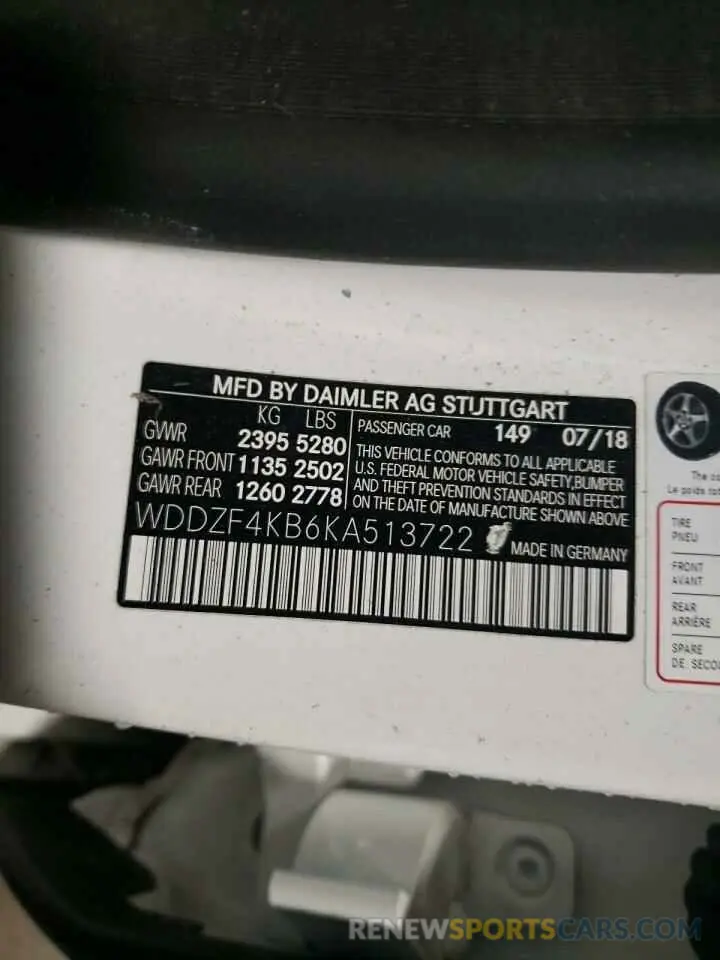 MFD BY DAIMLER AG STUTTGART
KG LBS
GVWR 2395 5280
GAWR FRONT 1135 2502
GAWR REAR 1260 2778
PASSENGER CAR 149 07/18
THIS VEHICLE CONFORMS TO ALL APPLICABLE
U.S. FEDERAL MOTOR VEHICLE SAFETY, BUMPER
AND THEFT PREVENTION STANDARDS IN EFFECT
ON THE DATE OF MANUFACTURE SHOWN ABOVE
WDDZF4KB6KA513722
MADE IN GERMANY
The
Le poids
TIRE
PNEU
FRONT
AVANT
REAR
ARRIÈRE
SPARE
DE
RENEWSPORTSCARS.COM